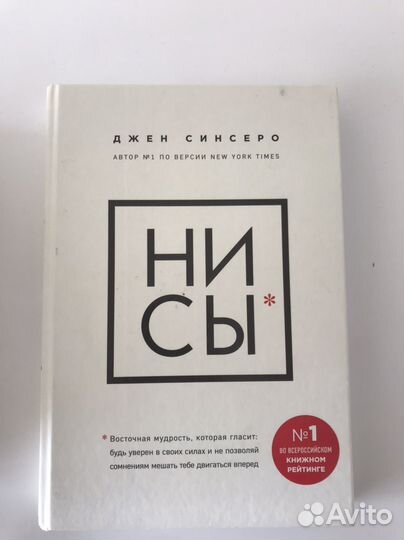 ДЖЕН СИНСЕРО
АВТОР №1 ПО ВЕРСИИ NEW YORK TIMES
НИ
СЫ*
* Восточная мудрость, которая гласит:
будь уверен в своих силах и не позволяй
сомнениям мешать тебе двигаться вперед
№1
ВО ВСЕРОССИЙСКОМ
КНИЖНОМ
РЕЙТИНГЕ
Avito